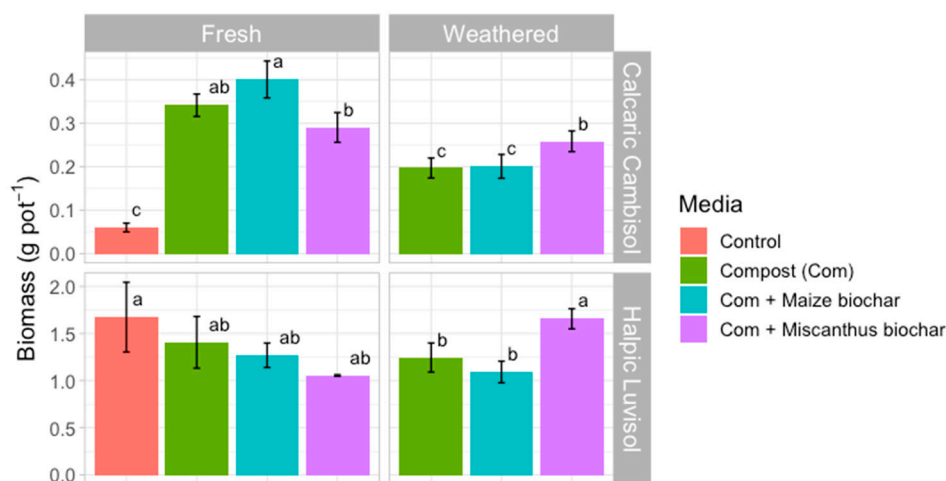 Fresh
Weathered
Biomass (g pot⁻¹)
0.4
0.3
0.2
0.1
0.0
c
ab
a
b
c
c
b
Calcaric Cambisol
2.0
1.5
1.0
0.5
0.0
a
ab
ab
ab
b
b
a
Halpic Luvisol
Media
Control
Compost (Com)
Com + Maize biochar
Com + Miscanthus biochar